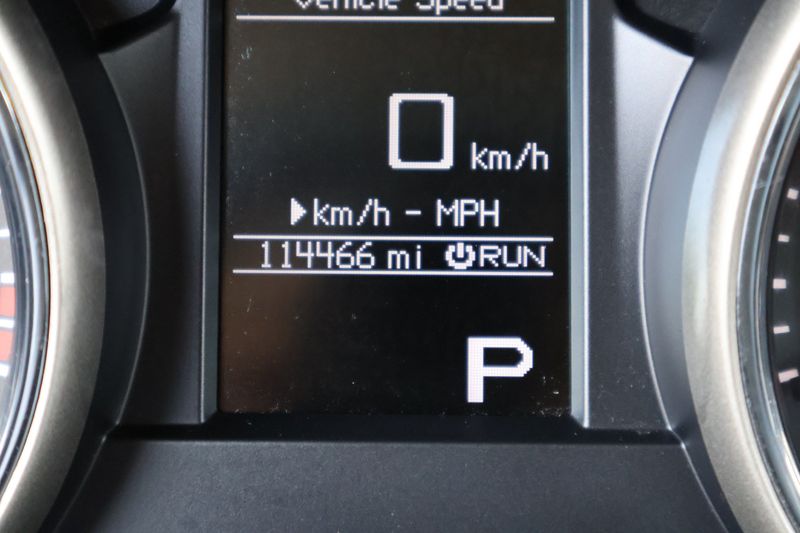 Vehicle Speed
0 km/h
km/h - MPH
114466 mi RUN
P